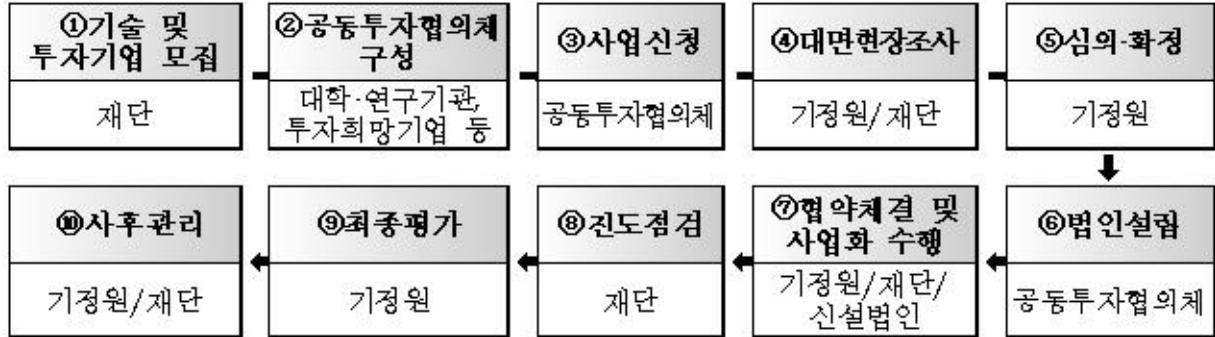 ①기술 및
투자기업 모집
재단
②공동투자협의체
구성
대학·연구기관,
투자희망기업 등
③사업신청
공동투자협의체
④대면현장조사
기정원/재단
⑤심의·확정
기정원
⑥법인설립
공동투자협의체
⑦협약체결 및
사업화 수행
기정원/재단/
신설법인
⑧진도점검
재단
⑨최종평가
기정원
⑩사후관리
기정원/재단